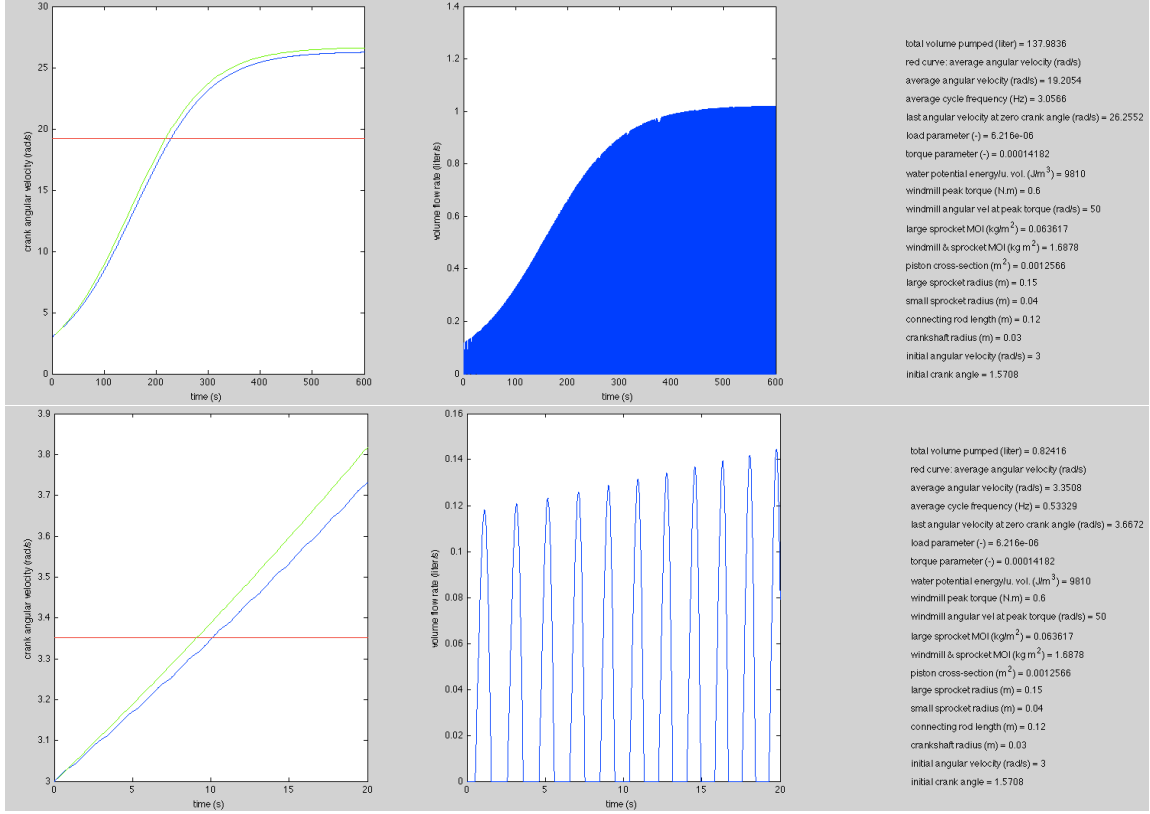 30
25
20
15
10
5
0
crank angular velocity (rad/s)
0 100 200 300 400 500 600
time (s)
1.4
1.2
1
0.8
0.6
0.4
0.2
0
volume flow rate (liter/s)
0 100 200 300 400 500 600
time (s)
total volume pumped (liter) = 137.9836
red curve: average angular velocity (rad/s)
average angular velocity (rad/s) = 19.2054
average cycle frequency (Hz) = 3.0566
last angular velocity at zero crank angle (rad/s) = 26.2552
load parameter (-) = 6.216e-06
torque parameter (-) = 0.00014182
water potential energy/u. vol. (J/m³) = 9810
windmill peak torque (N.m) = 0.6
windmill angular vel at peak torque (rad/s) = 50
large sprocket MOI (kg/m²) = 0.063617
windmill & sprocket MOI (kg m²) = 1.6878
piston cross-section (m²) = 0.0012566
large sprocket radius (m) = 0.15
small sprocket radius (m) = 0.04
connecting rod length (m) = 0.12
crankshaft radius (m) = 0.03
initial angular velocity (rad/s) = 3
initial crank angle = 1.5708
3.9
3.8
3.7
3.6
3.5
3.4
3.3
3.2
3.1
3
crank angular velocity (rad/s)
0 5 10 15 20
time (s)
0.16
0.14
0.12
0.1
0.08
0.06
0.04
0.02
0
volume flow rate (liter/s)
0 5 10 15 20
time (s)
total volume pumped (liter) = 0.82416
red curve: average angular velocity (rad/s)
average angular velocity (rad/s) = 3.3508
average cycle frequency (Hz) = 0.53329
last angular velocity at zero crank angle (rad/s) = 3.6672
load parameter (-) = 6.216e-06
torque parameter (-) = 0.00014182
water potential energy/u. vol. (J/m³) = 9810
windmill peak torque (N.m) = 0.6
windmill angular vel at peak torque (rad/s) = 50
large sprocket MOI (kg/m²) = 0.063617
windmill & sprocket MOI (kg m²) = 1.6878
piston cross-section (m²) = 0.0012566
large sprocket radius (m) = 0.15
small sprocket radius (m) = 0.04
connecting rod length (m) = 0.12
crankshaft radius (m) = 0.03
initial angular velocity (rad/s) = 3
initial crank angle = 1.5708